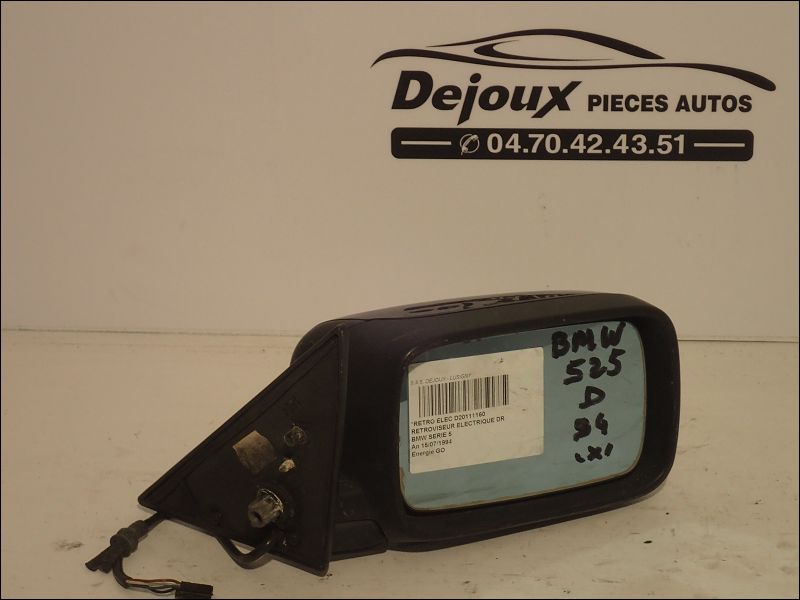 Dejoux PIECES AUTOS
04.70.42.43.51
S.A.S. DEJOUX - LUSIGNY
*RETRO ELEC D20111160
RETROVISEUR ELECTRIQUE DR
BMW SERIE 5
An 15/07/1994
Energie GO
BMW
525
D
94